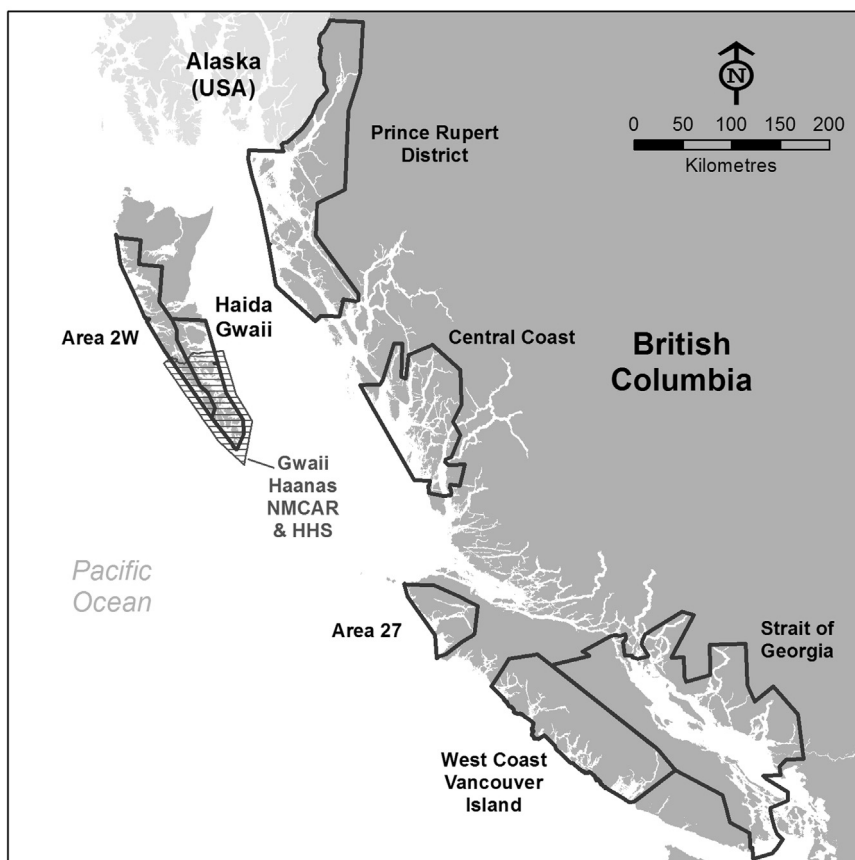 Alaska
(USA)
N
0 50 100 150 200
Kilometres
Prince Rupert
District
Haida
Gwaii
Area 2W
Central Coast
British
Columbia
Gwaii
Haanas
NMCAR
& HHS
Pacific
Ocean
Area 27
Strait of
Georgia
West Coast
Vancouver
Island